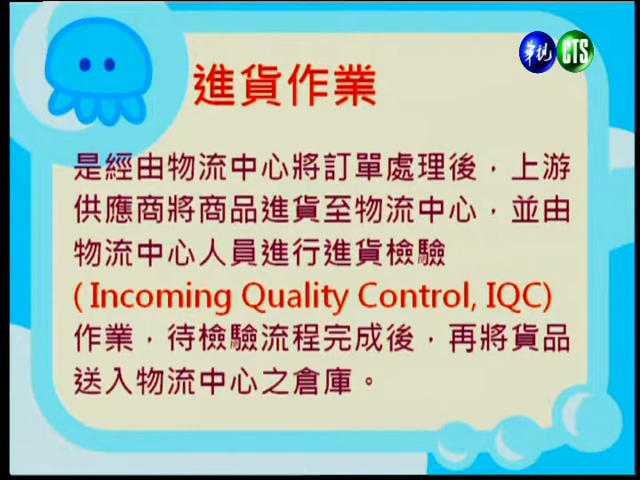 華視 CTS
進貨作業
是經由物流中心將訂單處理後，上游
供應商將商品進貨至物流中心，並由
物流中心人員進行進貨檢驗
( Incoming Quality Control, IQC)
作業，待檢驗流程完成後，再將貨品
送入物流中心之倉庫。